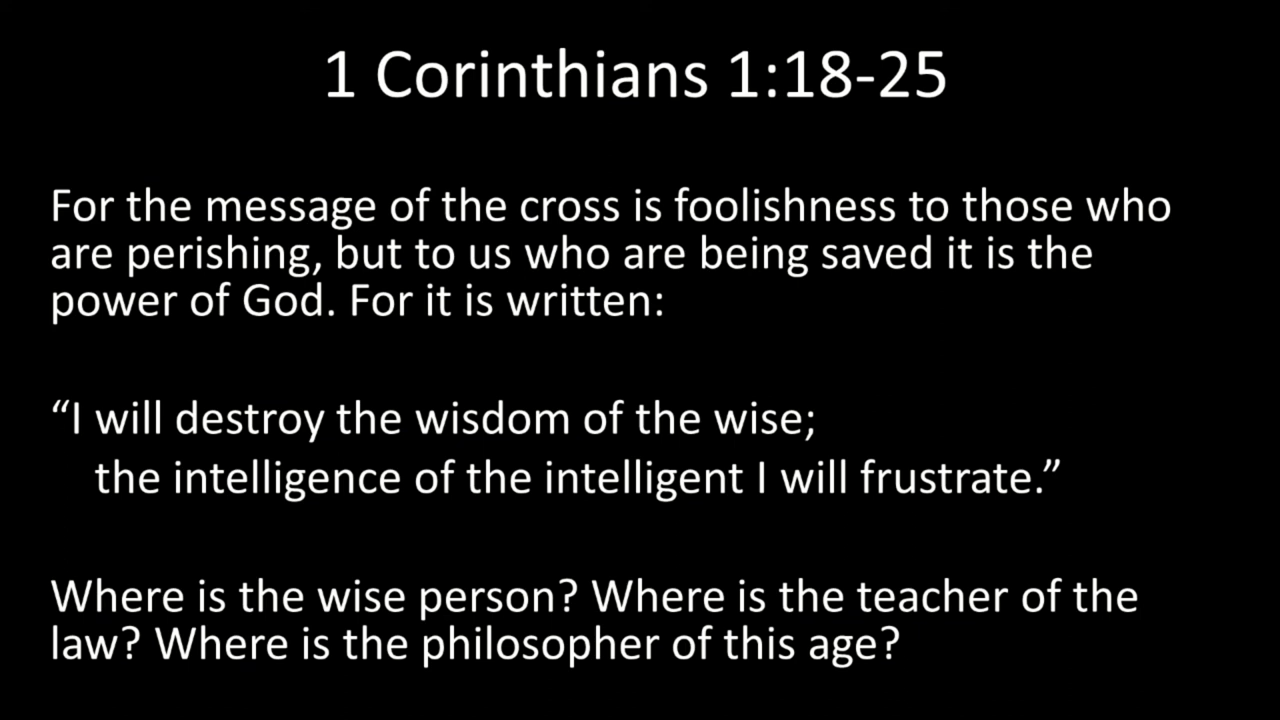 1 Corinthians 1:18-25
For the message of the cross is foolishness to those who
are perishing, but to us who are being saved it is the
power of God. For it is written:
“I will destroy the wisdom of the wise;
the intelligence of the intelligent I will frustrate.”
Where is the wise person? Where is the teacher of the
law? Where is the philosopher of this age?